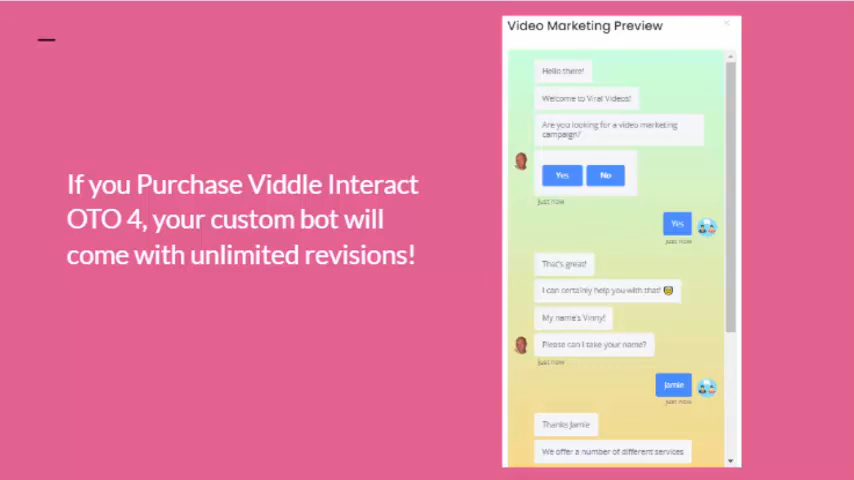 If you Purchase Viddle Interact
OTO 4, your custom bot will
come with unlimited revisions!
Video Marketing Preview
Hello there!
Welcome to Viral Videos!
Are you looking for a video marketing
campaign?
Yes No
Just now
Yes
Just now
That's great!
I can certainly help you with that! 🤓
My name's Vinny!
Please can I take your name?
Just now
Jamie
Just now
Thanks Jamie
We offer a number of different services